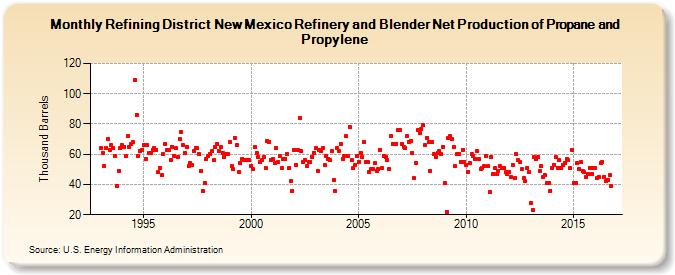 Monthly Refining District New Mexico Refinery and Blender Net Production of Propane and
Propylene
Thousand Barrels
120
100
80
60
40
20
1995
2000
2005
2010
2015
Source: U.S. Energy Information Administration